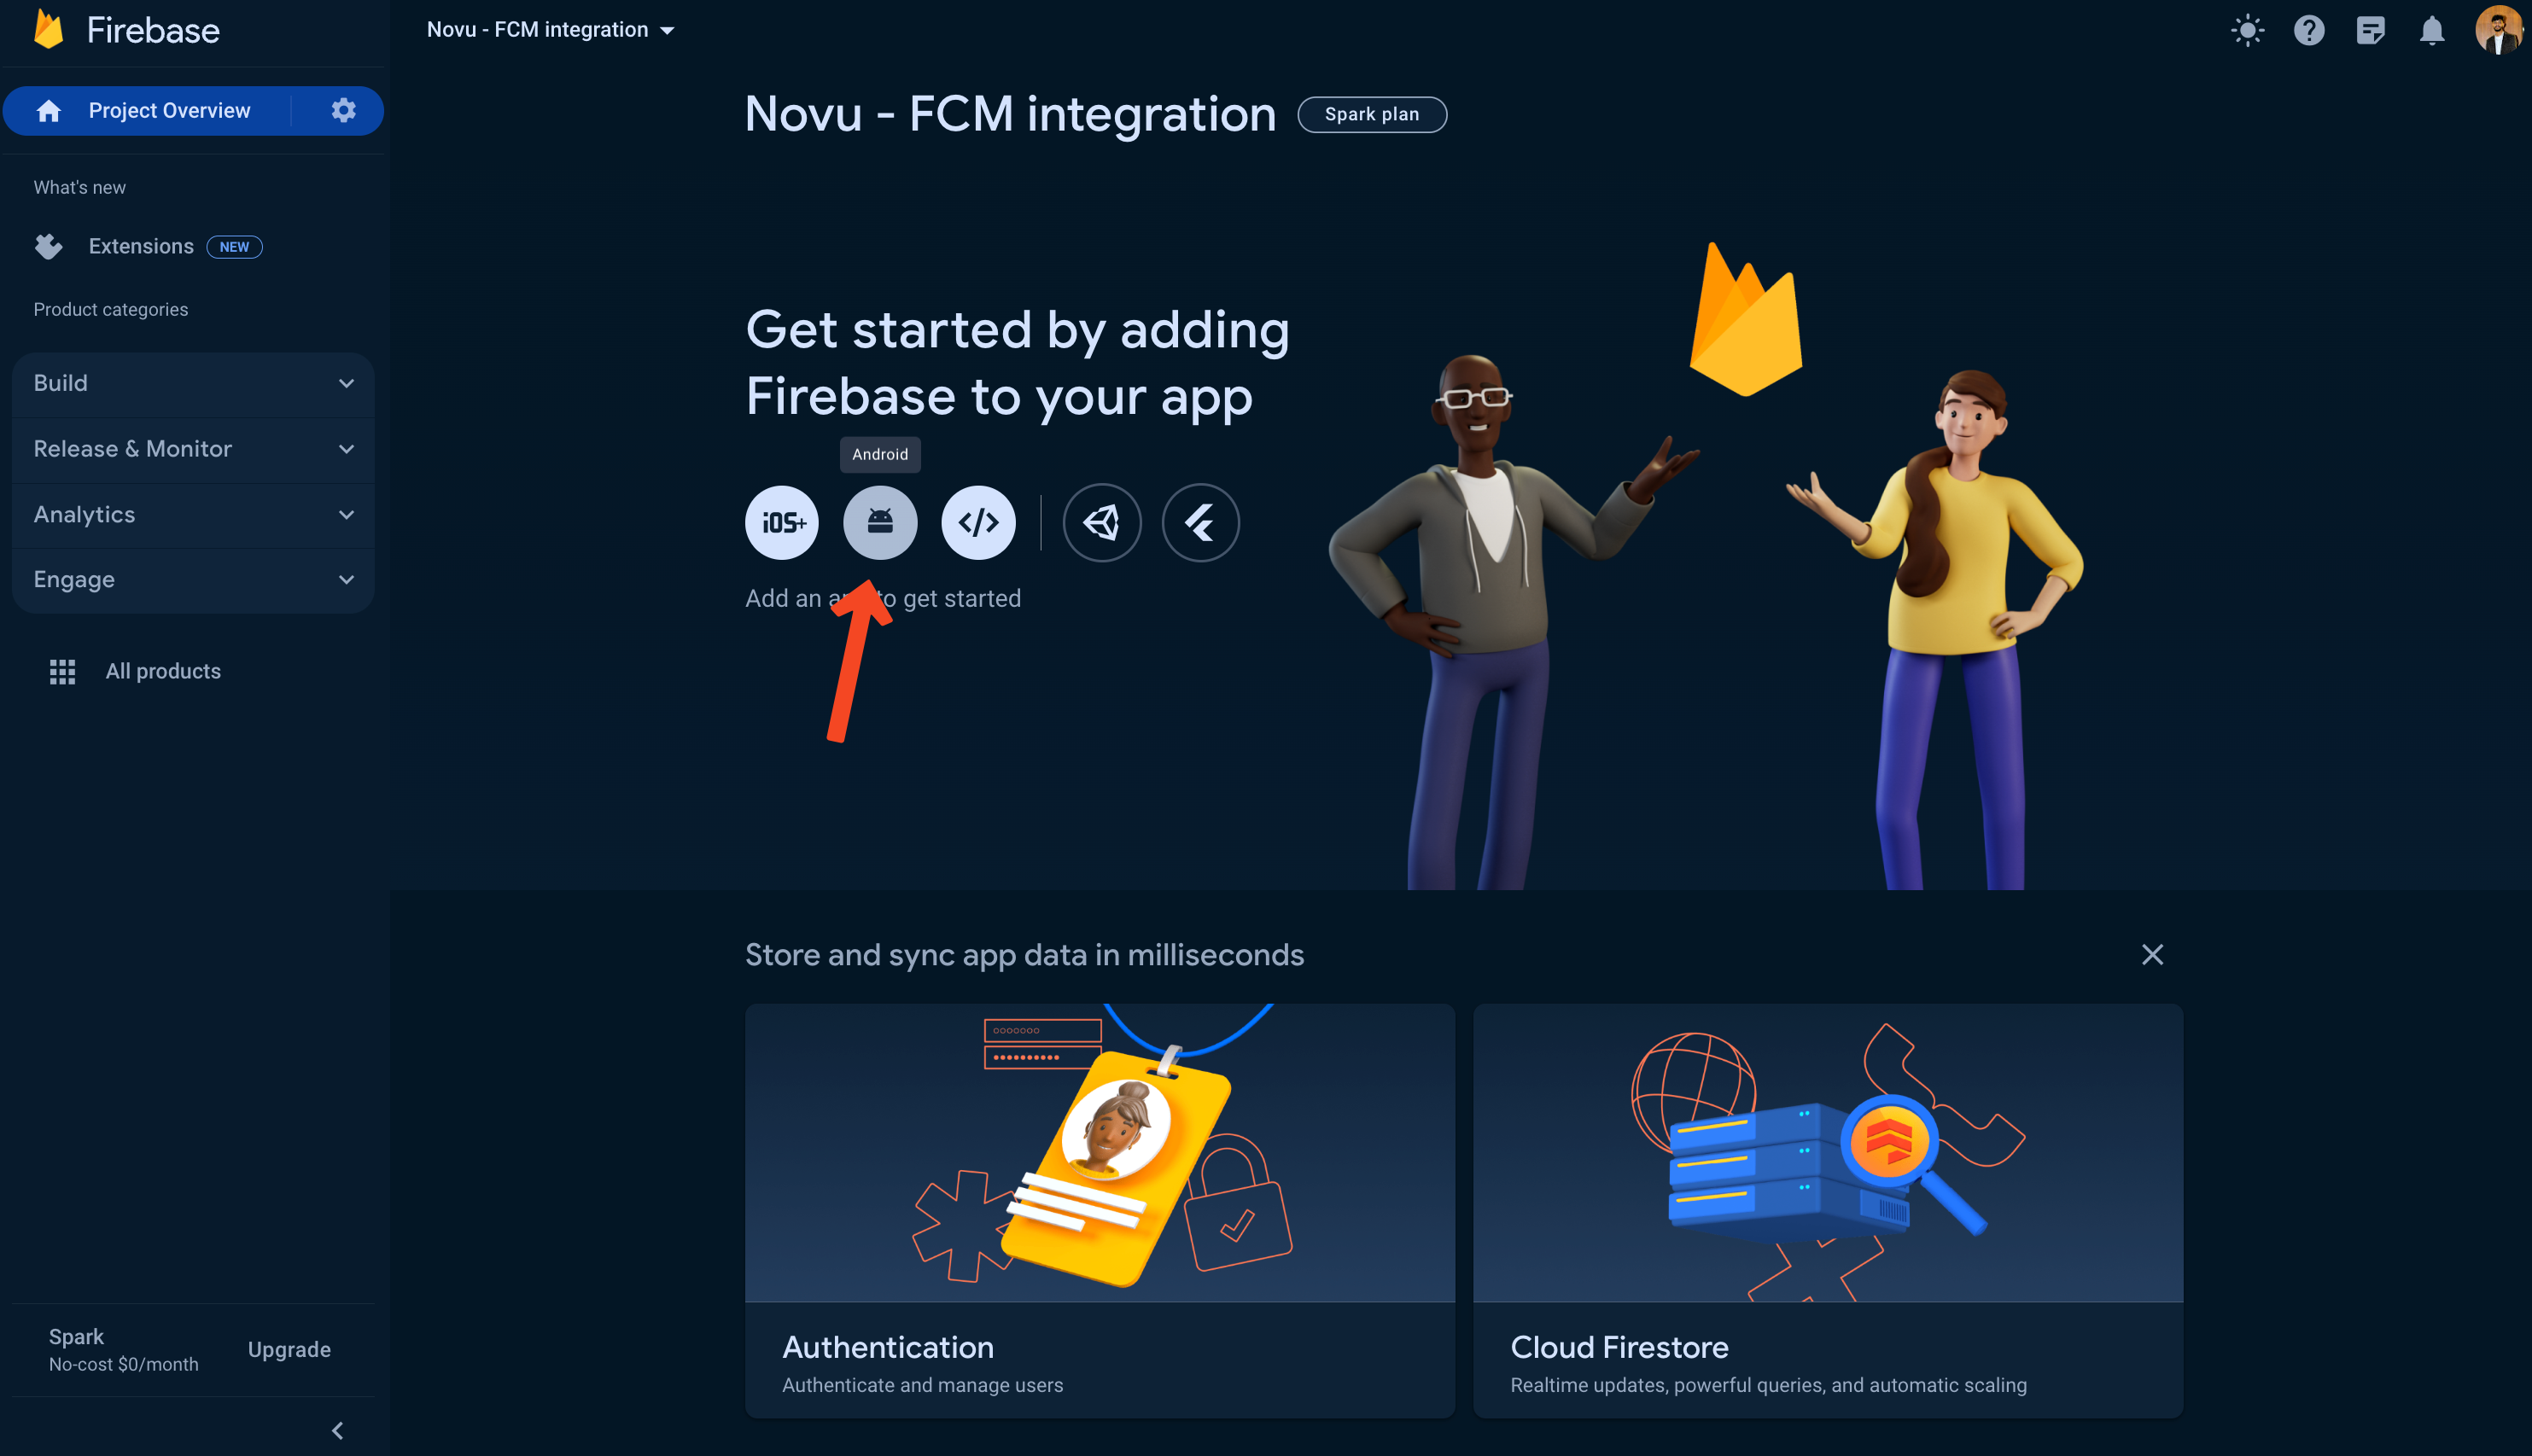 Firebase
Novu - FCM integration
Project Overview
What's new
Extensions NEW
Product categories
Build
Release & Monitor
Analytics
Engage
All products
Spark
No-cost $0/month
Upgrade
Novu - FCM integration
Spark plan
Get started by adding
Firebase to your app
Android
iOS+
Add an to get started
Store and sync app data in milliseconds
Authentication
Authenticate and manage users
Cloud Firestore
Realtime updates, powerful queries, and automatic scaling